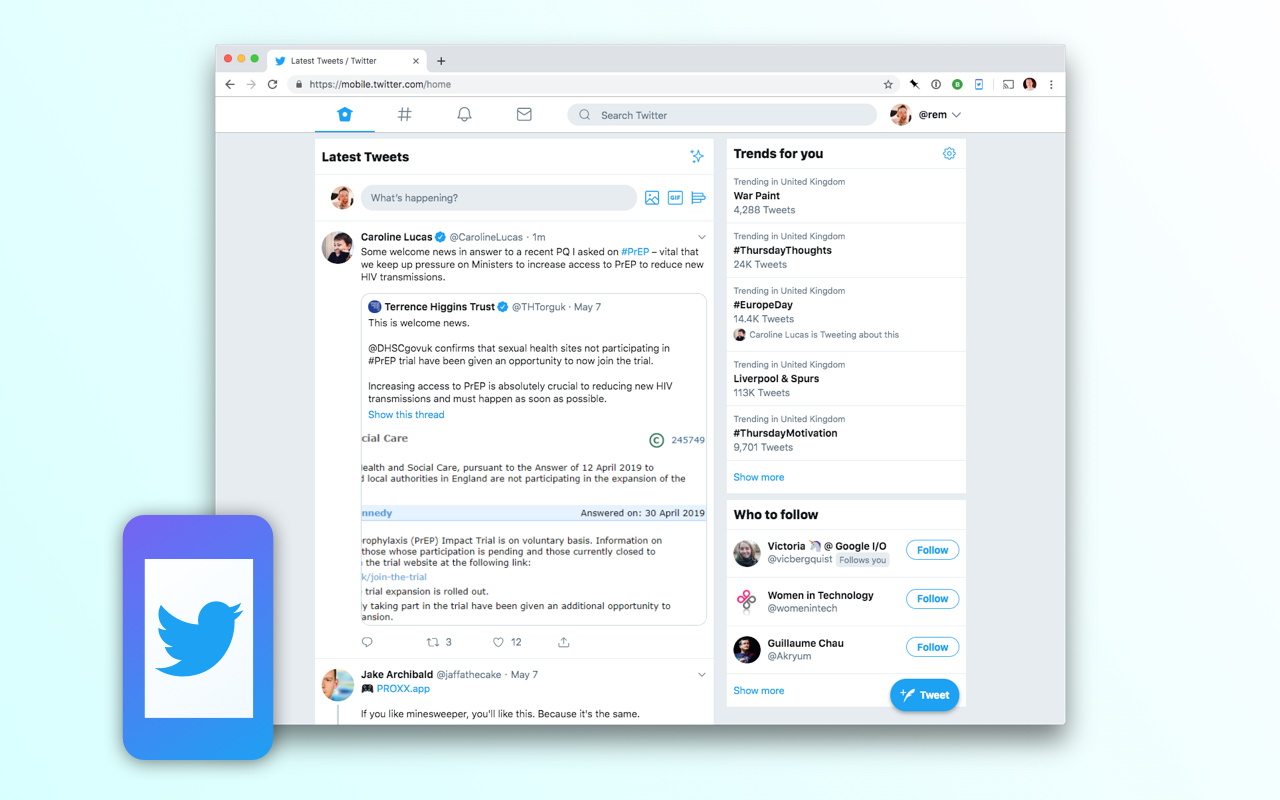 Latest Tweets / Twitter
https://mobile.twitter.com/home
Search Twitter
@rem
Latest Tweets
What's happening?
GIF
Caroline Lucas @CarolineLucas · 1m
Some welcome news in answer to a recent PQ I asked on #PrEP – vital that
we keep up pressure on Ministers to increase access to PrEP to reduce new
HIV transmissions.
Terrence Higgins Trust @THTorguk · May 7
This is welcome news.
@DHSCgovuk confirms that sexual health sites not participating in
#PrEP trial have been given an opportunity to now join the trial.
Increasing access to PrEP is absolutely crucial to reducing new HIV
transmissions and must happen as soon as possible.
Show this thread
cial Care
C 245749
ealth and Social Care, pursuant to the Answer of 12 April 2019 to
local authorities in England are not participating in the expansion of the
nnedy
Answered on: 30 April 2019
rophylaxis (PrEP) Impact Trial is on voluntary basis. Information on
those whose participation is pending and those currently closed to
the trial website at the following link:
k/join-the-trial
trial expansion is rolled out.
y taking part in the trial have been given an additional opportunity to
ansion.
3
12
Jake Archibald @jaffathecake · May 7
PROXX.app
If you like minesweeper, you'll like this. Because it's the same.
Trends for you
Trending in United Kingdom
War Paint
4,288 Tweets
Trending in United Kingdom
#ThursdayThoughts
24K Tweets
Trending in United Kingdom
#EuropeDay
14.4K Tweets
Caroline Lucas is Tweeting about this
Trending in United Kingdom
Liverpool & Spurs
113K Tweets
Trending in United Kingdom
#ThursdayMotivation
9,701 Tweets
Show more
Who to follow
Victoria 🦄 @ Google I/O
@vicbergquist Follows you
Follow
Women in Technology
@womenintech
Follow
Guillaume Chau
@Akryum
Follow
Show more
Tweet